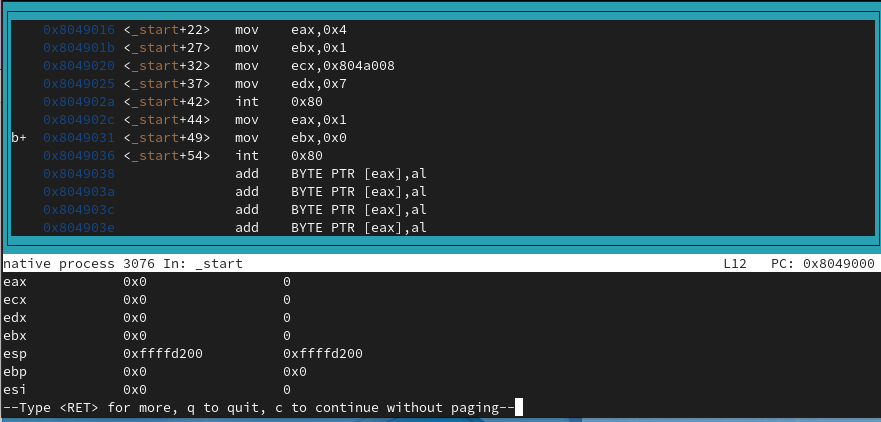 0x8049016 <_start+22> mov eax,0x4
0x804901b <_start+27> mov ebx,0x1
0x8049020 <_start+32> mov ecx,0x804a008
0x8049025 <_start+37> mov edx,0x7
0x804902a <_start+42> int 0x80
0x804902c <_start+44> mov eax,0x1
b+ 0x8049031 <_start+49> mov ebx,0x0
0x8049036 <_start+54> int 0x80
0x8049038 add BYTE PTR [eax],al
0x804903a add BYTE PTR [eax],al
0x804903c add BYTE PTR [eax],al
0x804903e add BYTE PTR [eax],al
native process 3076 In: _start L12 PC: 0x8049000
eax 0x0 0
ecx 0x0 0
edx 0x0 0
ebx 0x0 0
esp 0xffffd200 0xffffd200
ebp 0x0 0x0
esi 0x0 0
--Type <RET> for more, q to quit, c to continue without paging--